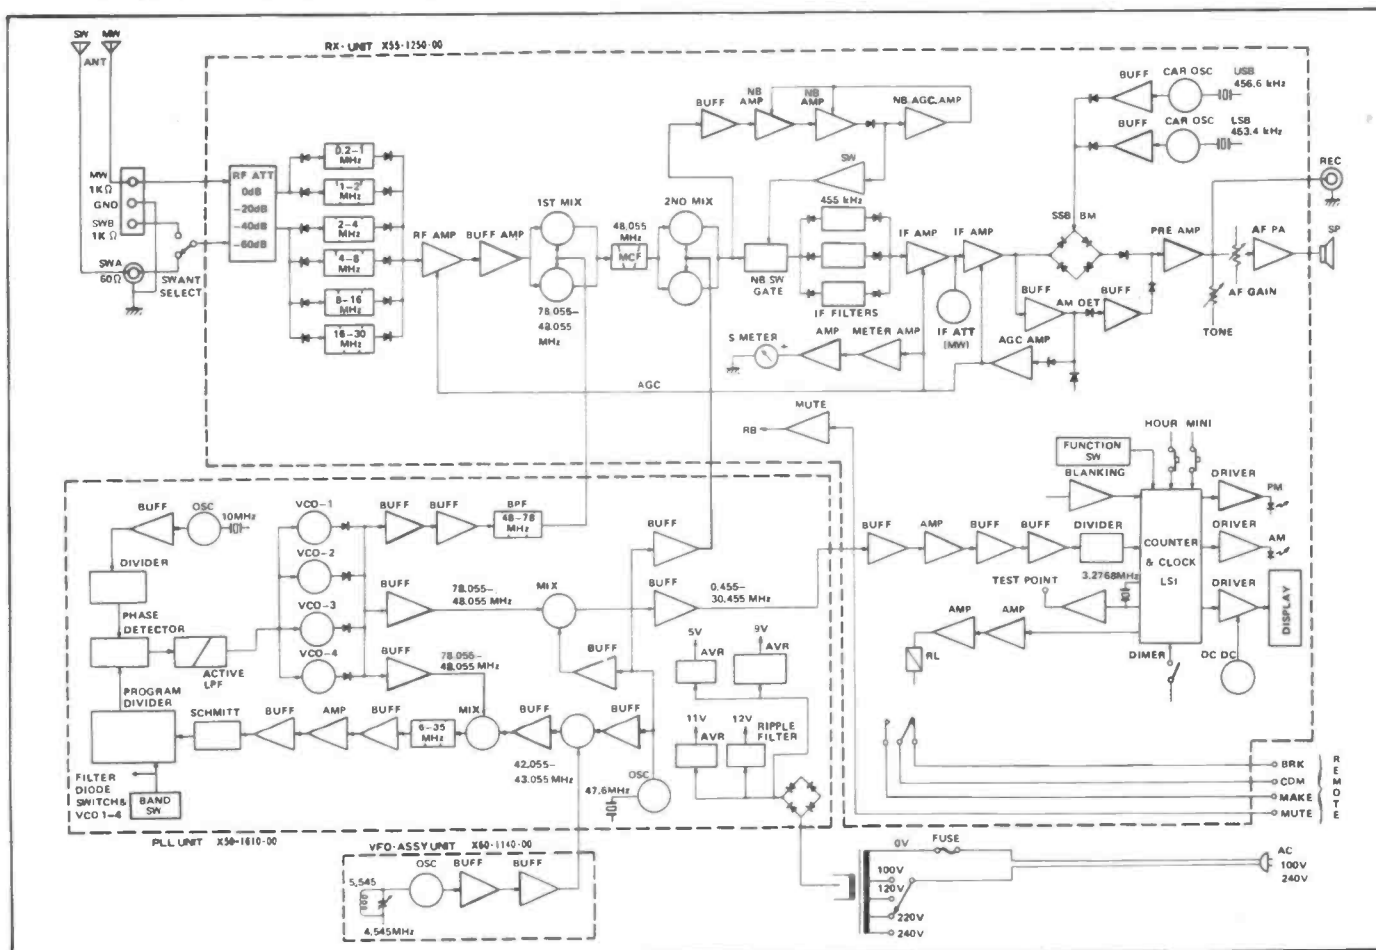 SW MW
ANT
RX-UNIT X55-1250-00
MW
1KΩ
GND
SWB
1KΩ
SWA
60Ω
SWANT
SELECT
RF ATT
0dB
-20dB
-40dB
-60dB
0.2-1
MHz
1-2
MHz
2-4
MHz
4-8
MHz
8-16
MHz
16-30
MHz
RF AMP
BUFF AMP
1ST MIX
78.055-
48.055
MHz
48.055
MHz
MCF
2ND MIX
BUFF
NB
AMP
NB
AMP
NB AGC AMP
SW
455 kHz
NB SW
GATE
IF FILTERS
IF AMP
IF AMP
IF ATT
(MW)
S METER
AMP
METER AMP
AGC AMP
AGC
BUFF
CAR OSC
USB
456.6 kHz
BUFF
CAR OSC
LSB
453.4 kHz
SSB BM
BUFF
AM DET
BUFF
PRE AMP
TONE
AF GAIN
AF PA
REC
SP
MUTE
RB
FUNCTION
SW
HOUR MINI
BLANKING
DRIVER
PM
DRIVER
AM
DRIVER
DISPLAY
COUNTER
& CLOCK
LSI
BUFF
AMP
BUFF
BUFF
DIVIDER
3.2768MHz
TEST POINT
AMP
AMP
RL
DIMER
DC DC
BRK
COM
MAKE
MUTE
REMOTE
BUFF
OSC
10MHz
DIVIDER
PHASE
DETECTOR
ACTIVE
LPF
PROGRAM
DIVIDER
SCHMITT
FILTER
DIODE
SWITCH&
VCO1-4
BAND
SW
VCO-1
VCO-2
VCO-3
VCO-4
BUFF
BUFF
BPF
48-78
MHz
BUFF
78.055-
48.055 MHz
MIX
BUFF
BUFF
0.455-
30.455 MHz
BUFF
78.055-
48.055 MHz
BUFF
BUFF
AMP
BUFF
6-35
MHz
MIX
BUFF
BUFF
42.055-
43.055 MHz
47.6MHz
OSC
5V
AVR
9V
AVR
11V
AVR
12V
RIPPLE
FILTER
PLL UNIT X50-1610-00
VFO-ASSY UNIT X60-1140-00
OSC
BUFF
BUFF
5.545
4.545MHz
0V
FUSE
100V
120V
220V
240V
AC
100V
240V